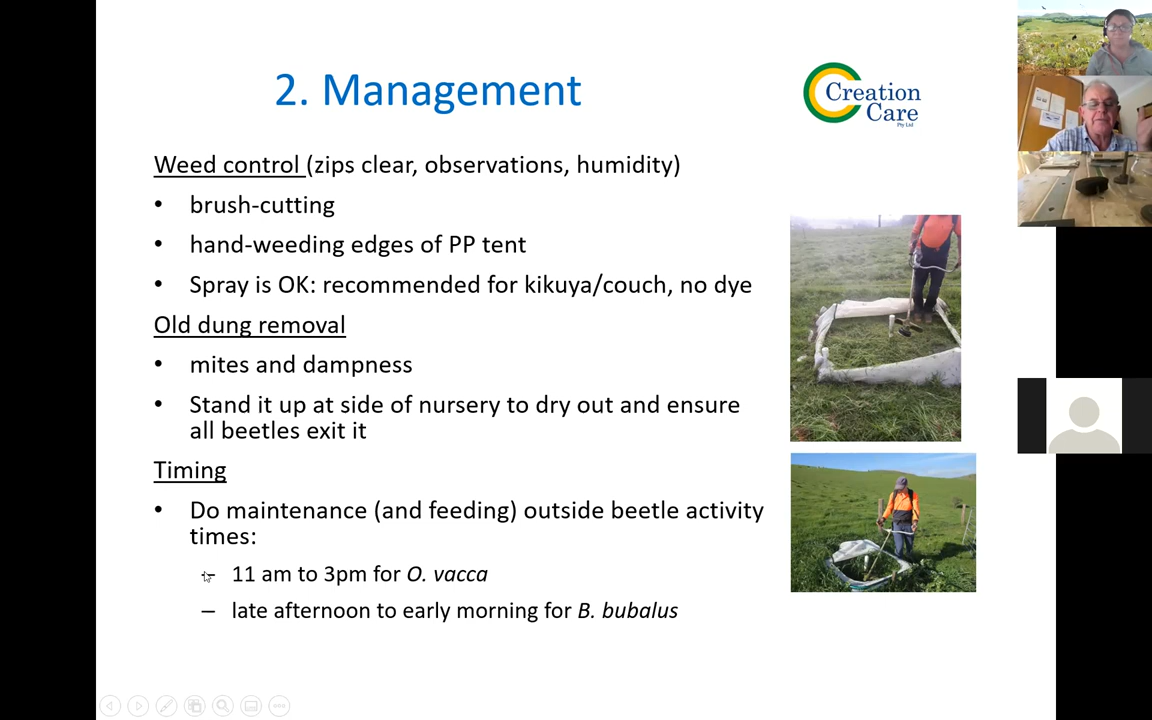 2. Management
Creation
Care
Pty Ltd
Weed control (zips clear, observations, humidity)
• brush-cutting
• hand-weeding edges of PP tent
• Spray is OK: recommended for kikuya/couch, no dye
Old dung removal
• mites and dampness
• Stand it up at side of nursery to dry out and ensure
all beetles exit it
Timing
• Do maintenance (and feeding) outside beetle activity
times:
– 11 am to 3pm for O. vacca
– late afternoon to early morning for B. bubalus